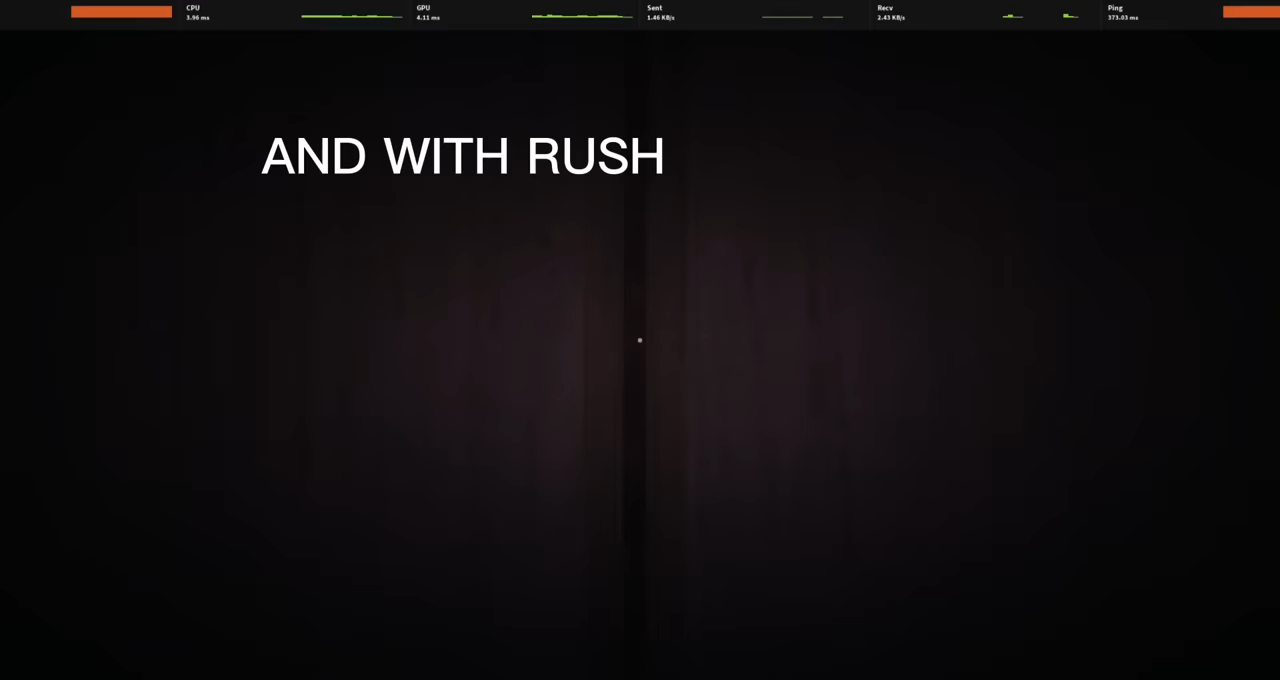 CPU GPU Sent Recv Ping
3.96 ms 4.11 ms 1.46 KB/s 2.43 KB/s 373.03 ms
AND WITH RUSH